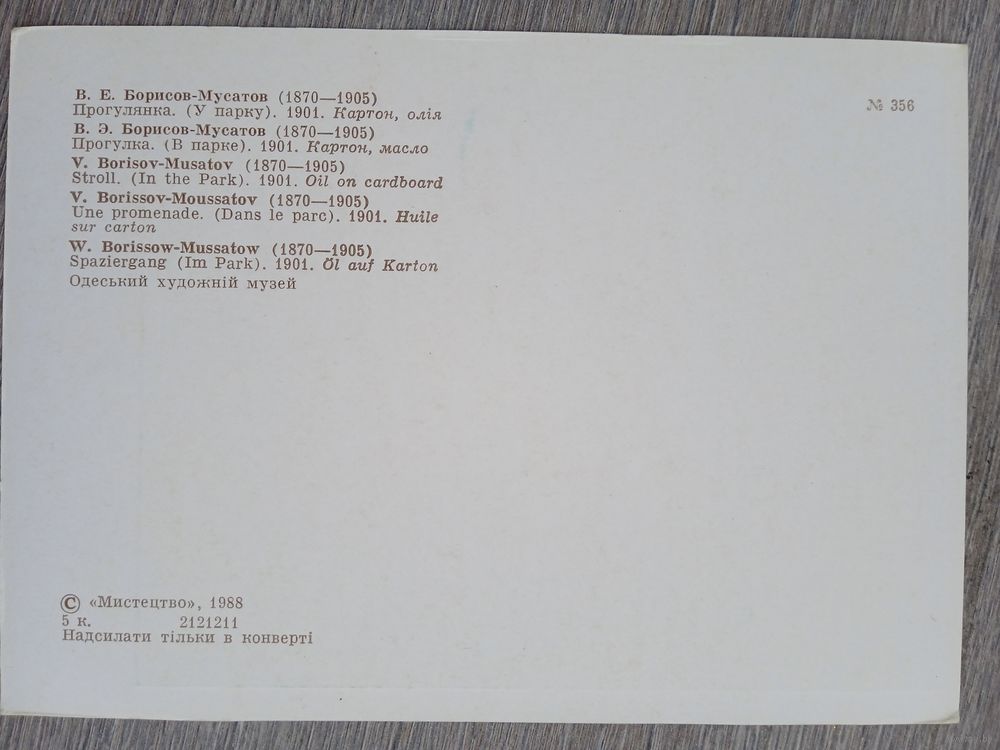 В. Е. Борисов-Мусатов (1870—1905)
Прогулянка. (У парку). 1901. Картон, олія
В. Э. Борисов-Мусатов (1870—1905)
Прогулка. (В парке). 1901. Картон, масло
V. Borisov-Musatov (1870—1905)
Stroll. (In the Park). 1901. Oil on cardboard
V. Borissov-Moussatov (1870—1905)
Une promenade. (Dans le parc). 1901. Huile
sur carton
W. Borissow-Mussatow (1870—1905)
Spaziergang (Im Park). 1901. Öl auf Karton
Одеський художній музей
№ 356
© «Мистецтво», 1988
5 к. 2121211
Надсилати тільки в конверті